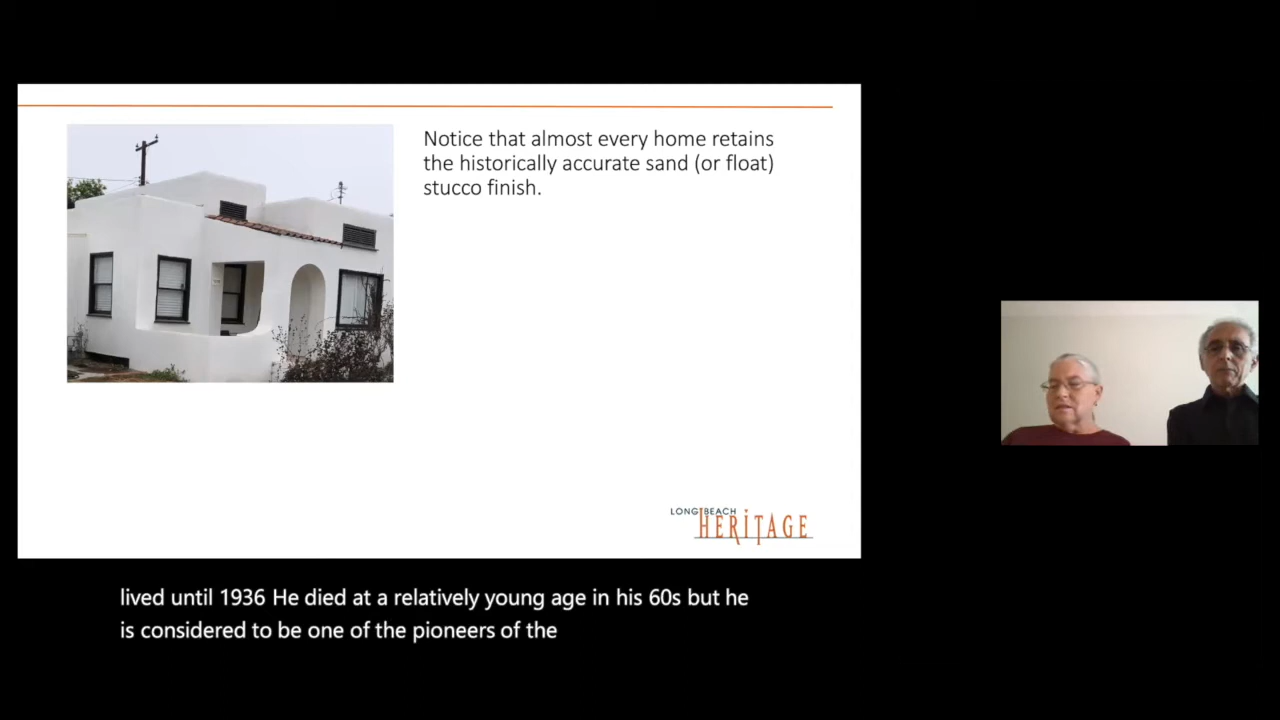 Notice that almost every home retains
the historically accurate sand (or float)
stucco finish.
LONG BEACH
HERITAGE
lived until 1936 He died at a relatively young age in his 60s but he
is considered to be one of the pioneers of the